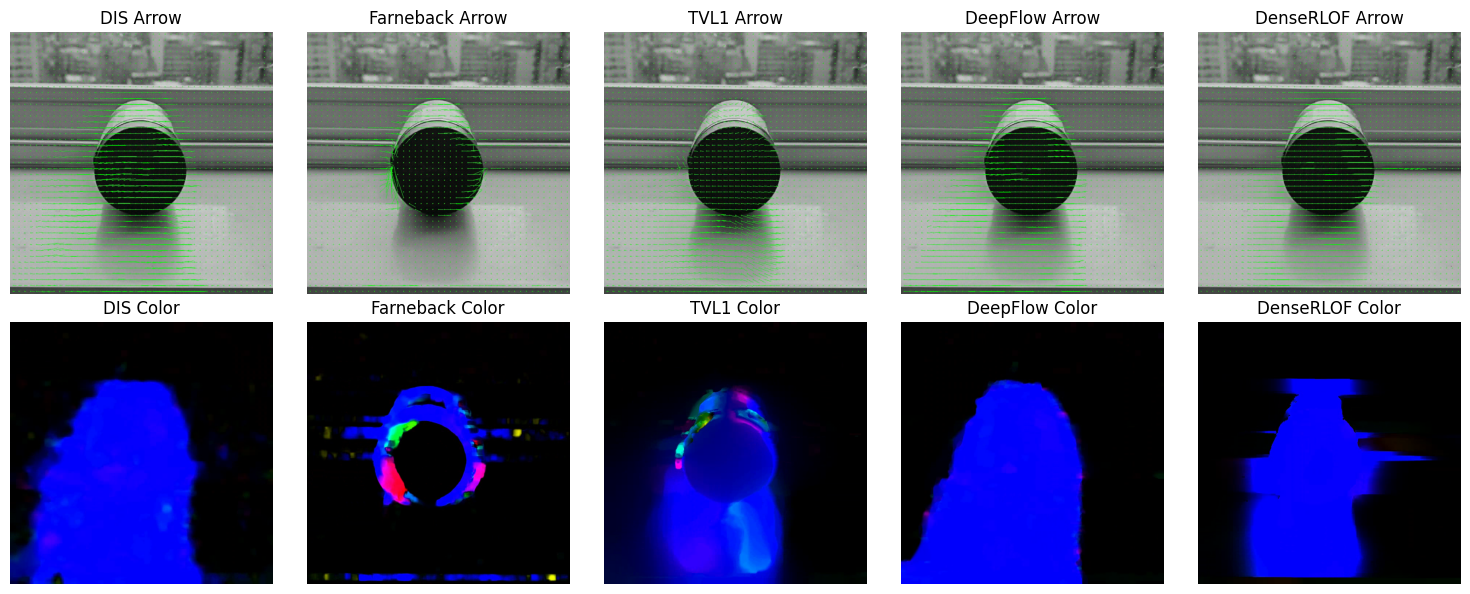 DIS Arrow
Farneback Arrow
TVL1 Arrow
DeepFlow Arrow
DenseRLOF Arrow
DIS Color
Farneback Color
TVL1 Color
DeepFlow Color
DenseRLOF Color